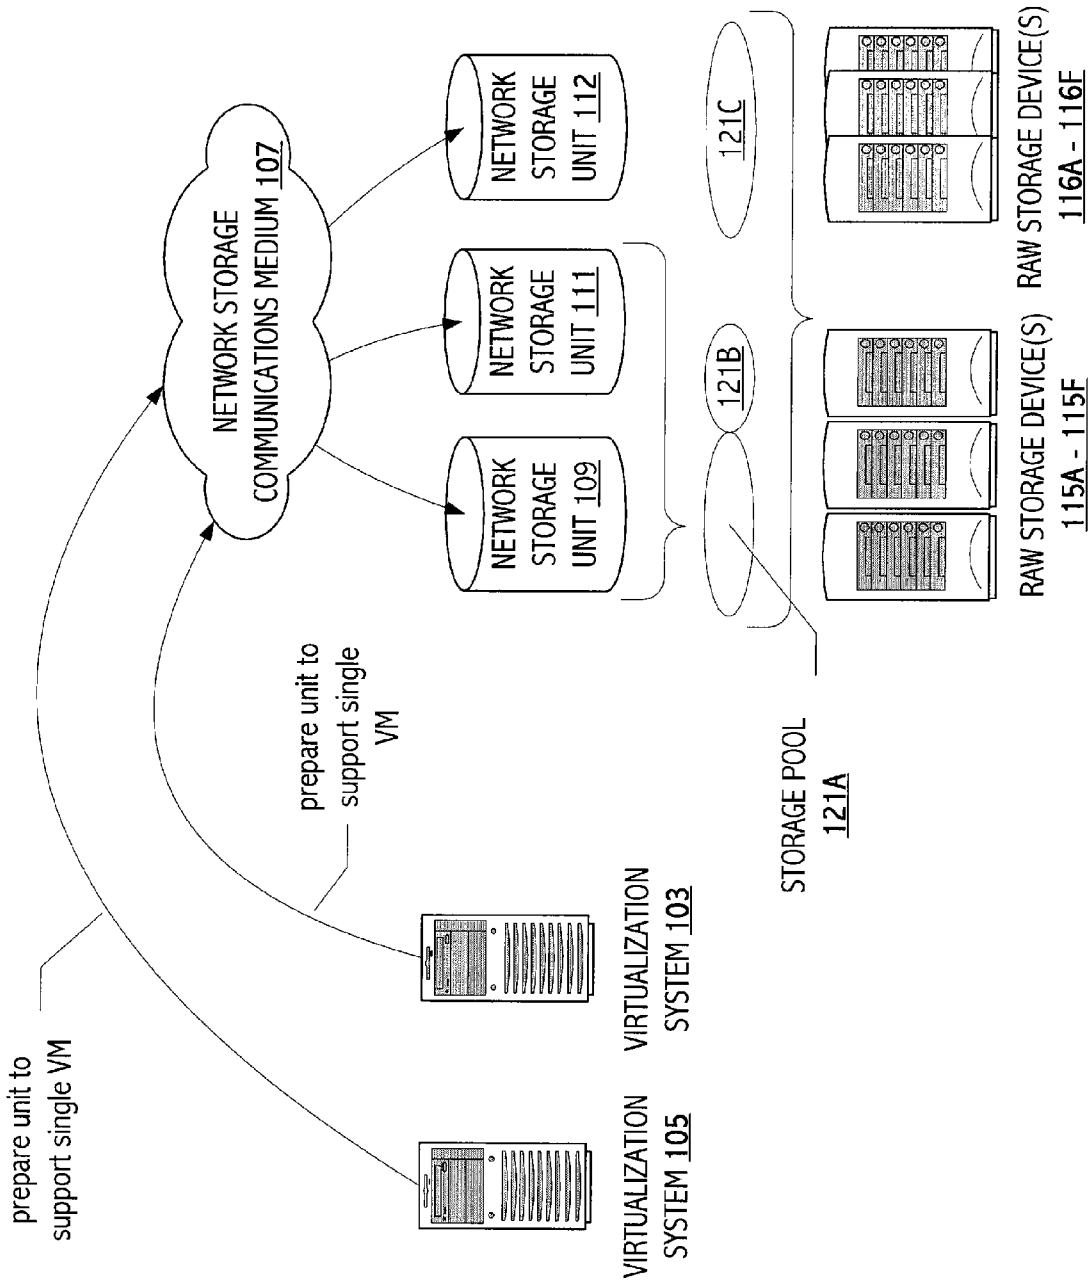 prepare unit to
support single VM
prepare unit to
support single
VM
NETWORK STORAGE
COMMUNICATIONS MEDIUM 107
VIRTUALIZATION
SYSTEM 105
VIRTUALIZATION
SYSTEM 103
NETWORK
STORAGE
UNIT 109
NETWORK
STORAGE
UNIT 111
NETWORK
STORAGE
UNIT 112
STORAGE POOL
121A
121B
121C
RAW STORAGE DEVICE(S)
115A - 115F
RAW STORAGE DEVICE(S)
116A - 116F